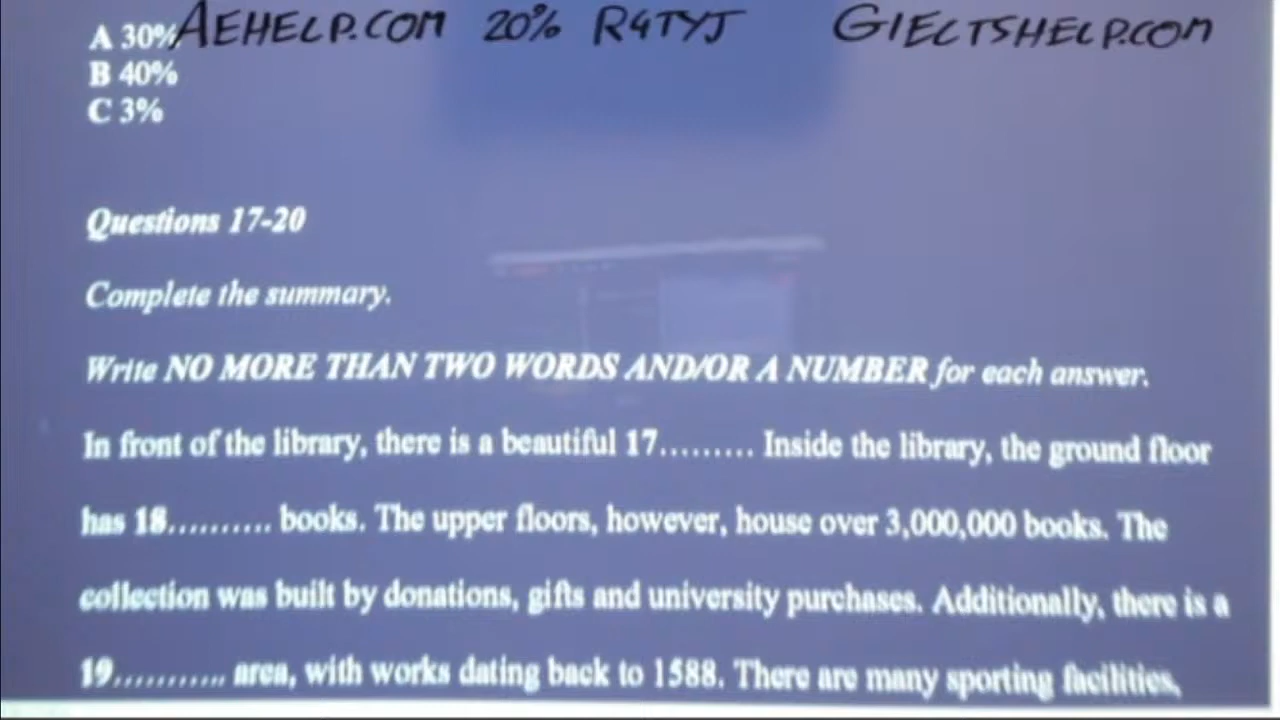 AEHELP.COM 20% R4TYJ GIELTSHELP.COM
A 30%
B 40%
C 3%
Questions 17-20
Complete the summary.
Write NO MORE THAN TWO WORDS AND/OR A NUMBER for each answer.
In front of the library, there is a beautiful 17......... Inside the library, the ground floor
has 18.......... books. The upper floors, however, house over 3,000,000 books. The
collection was built by donations, gifts and university purchases. Additionally, there is a
19........... area, with works dating back to 1588. There are many sporting facilities,